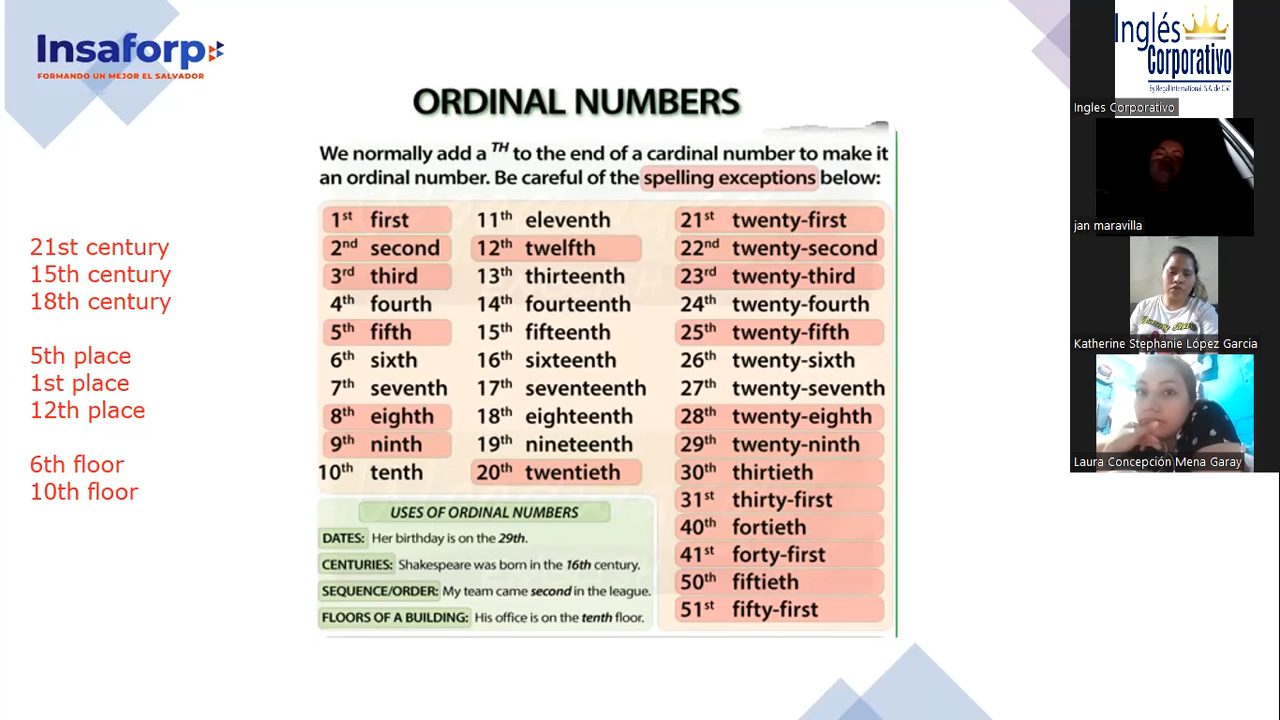 Insaforp
FORMANDO UN MEJOR EL SALVADOR
ORDINAL NUMBERS
We normally add a TH to the end of a cardinal number to make it
an ordinal number. Be careful of the spelling exceptions below:
1st first
2nd second
3rd third
4th fourth
5th fifth
6th sixth
7th seventh
8th eighth
9th ninth
10th tenth
11th eleventh
12th twelfth
13th thirteenth
14th fourteenth
15th fifteenth
16th sixteenth
17th seventeenth
18th eighteenth
19th nineteenth
20th twentieth
21st twenty-first
22nd twenty-second
23rd twenty-third
24th twenty-fourth
25th twenty-fifth
26th twenty-sixth
27th twenty-seventh
28th twenty-eighth
29th twenty-ninth
30th thirtieth
31st thirty-first
40th fortieth
41st forty-first
50th fiftieth
51st fifty-first
USES OF ORDINAL NUMBERS
DATES: Her birthday is on the 29th.
CENTURIES: Shakespeare was born in the 16th century.
SEQUENCE/ORDER: My team came second in the league.
FLOORS OF A BUILDING: His office is on the tenth floor.
21st century
15th century
18th century
5th place
1st place
12th place
6th floor
10th floor
Inglés
Corporativo
By Regal International, S.A. de C.V.
Ingles Corporativo
jan maravilla
Katherine Stephanie López Garcia
Laura Concepción Mena Garay